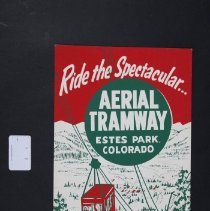 Ride the Spectacular...
AERIAL
TRAMWAY
ESTES PARK,
COLORADO